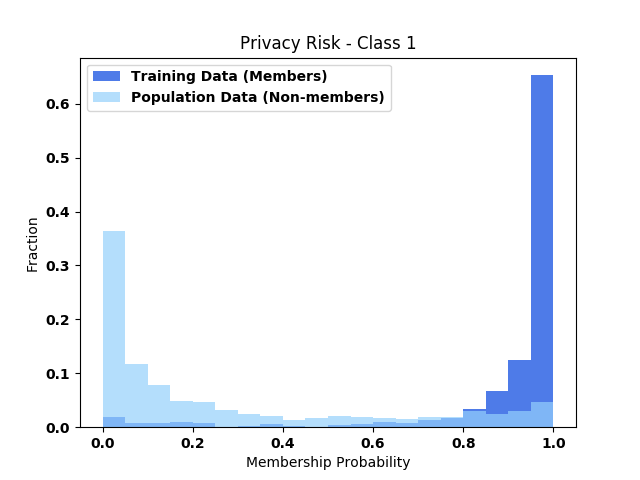 Privacy Risk - Class 1
Training Data (Members)
Population Data (Non-members)
Fraction
0.6
0.5
0.4
0.3
0.2
0.1
0.0
0.0 0.2 0.4 0.6 0.8 1.0
Membership Probability